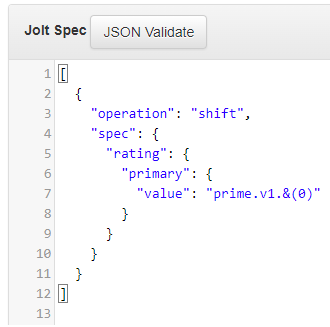 Jolt Spec JSON Validate
1 [
2 {
3 "operation": "shift",
4 "spec": {
5 "rating": {
6 "primary": {
7 "value": "prime.v1.&(0)"
8 }
9 }
10 }
11 }
12 ]
13